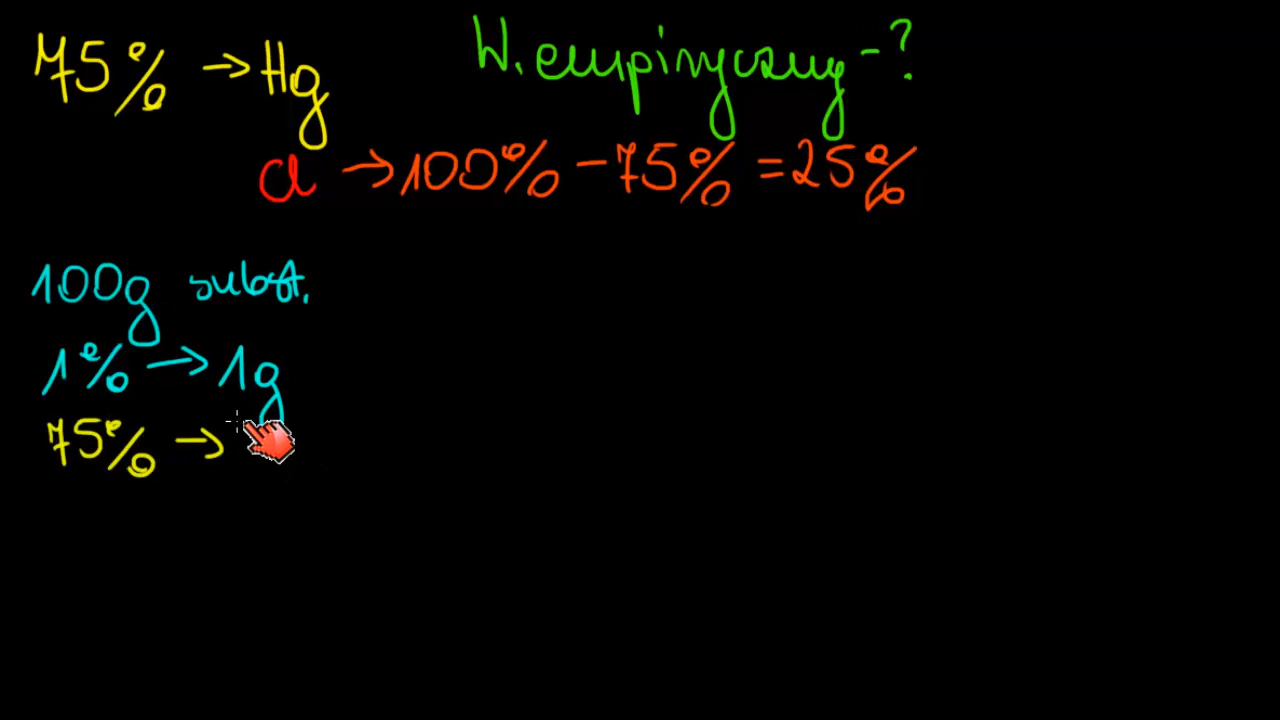 75% → Hg
W. empiryczny - ?
Cl → 100% - 75% = 25%
100g subst.
1% → 1g
75% →